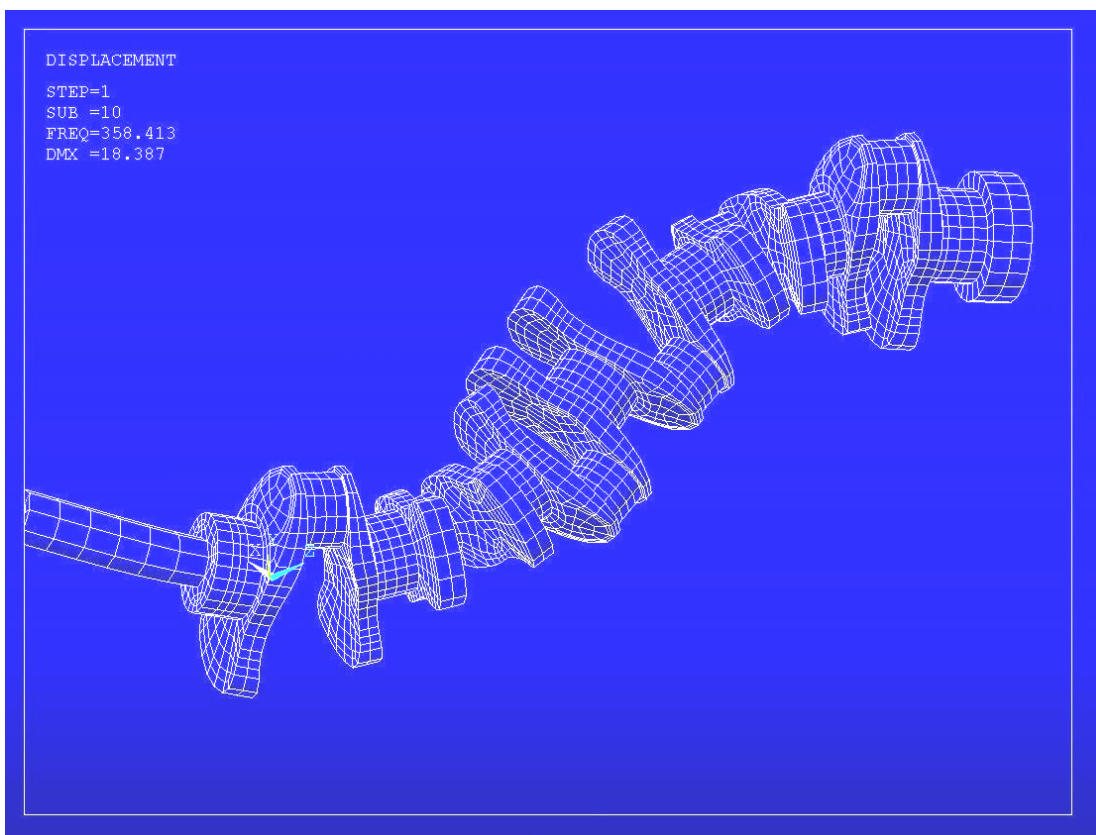 DISPLACEMENT
STEP=1
SUB =10
FREQ=358.413
DMX =18.387